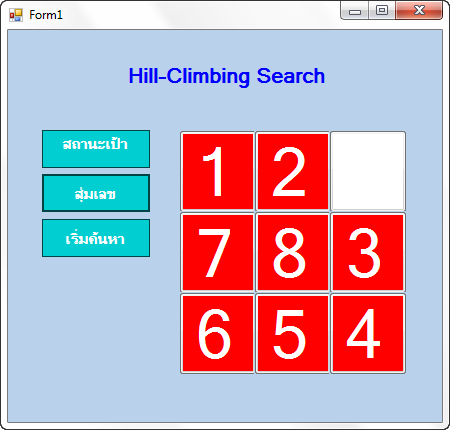 Form1
Hill-Climbing Search
สถานะเป้า
สุ่มเลข
เริ่มค้นหา
1 2
7 8 3
6 5 4